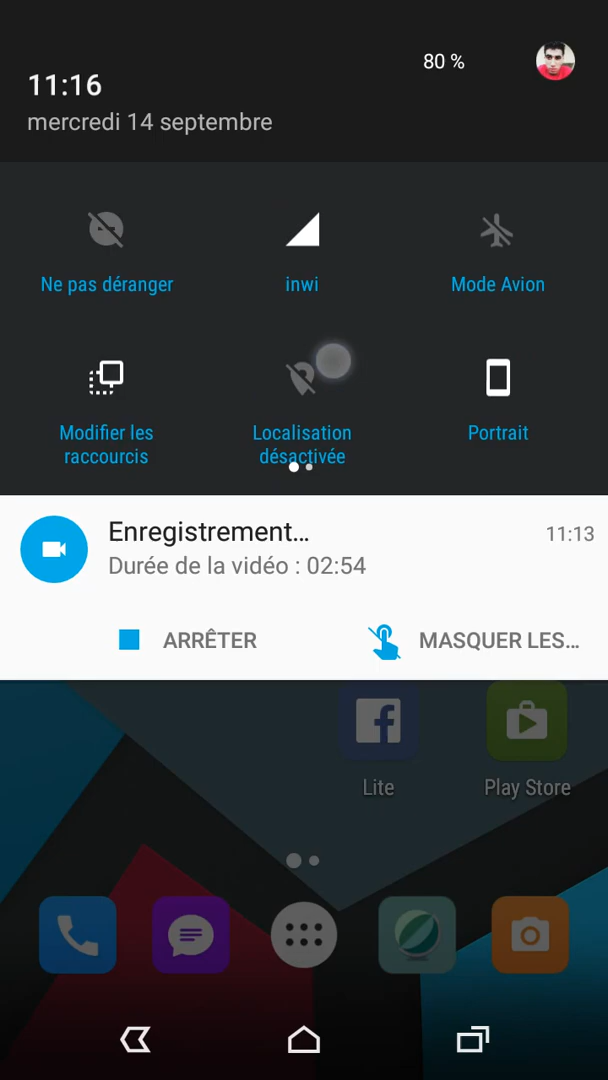 80 %
11:16
mercredi 14 septembre
Ne pas déranger
inwi
Mode Avion
Modifier les
raccourcis
Localisation
désactivée
Portrait
Enregistrement…
11:13
Durée de la vidéo : 02:54
ARRÊTER
MASQUER LES…
Lite
Play Store